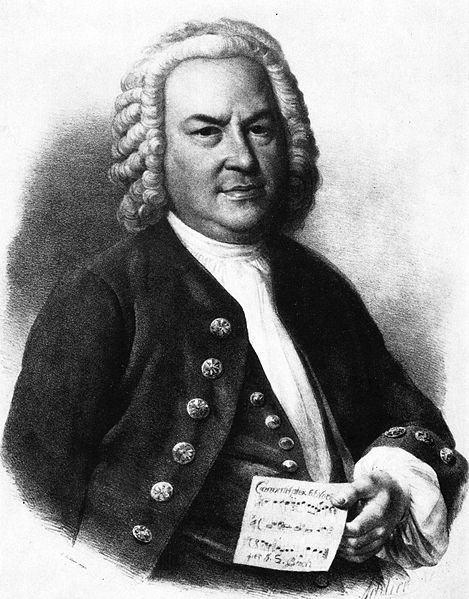 Canon triplex à 6 Voc
per J. S. Bach